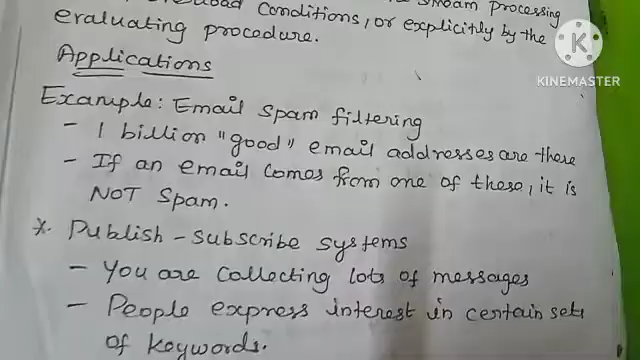 Conditions, or explicitly by the
evaluating procedure.
Applications
Example: Email Spam filtering
- 1 billion "good" email addresses are there
- If an email comes from one of these, it is
NOT Spam.
* Publish - Subscribe systems
- You are collecting lots of messages
- People express interest in certain sets
of keywords.
K
KINEMASTER